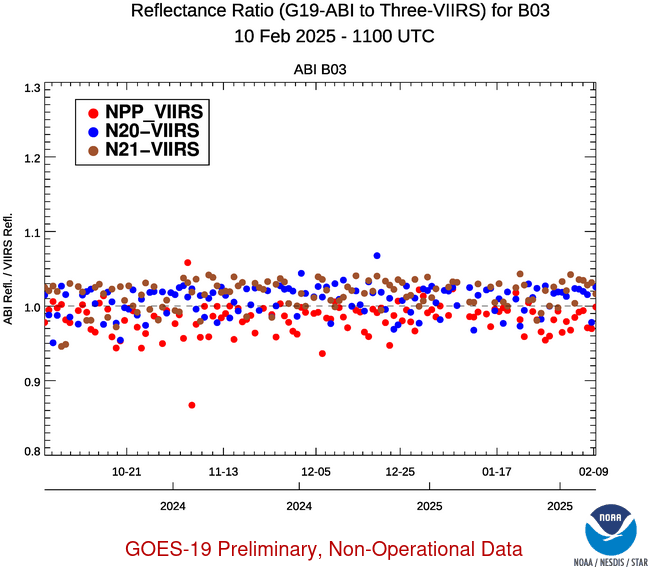 Reflectance Ratio (G19-ABI to Three-VIIRS) for B03
10 Feb 2025 - 1100 UTC
ABI B03
1.3
NPP_VIIRS
N20-VIIRS
N21-VIIRS
1.2
1.1
1.0
0.9
0.8
ABI Refl. / VIIRS Refl.
10-21 11-13 12-05 12-25 01-17 02-09
2024 2024 2025 2025
NOAA
GOES-19 Preliminary, Non-Operational Data
NOAA / NESDIS / STAR